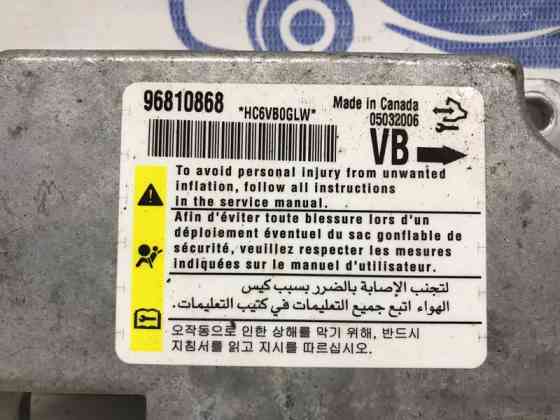 96810868
*HC6VB0GLW*
Made in Canada
05032006
VB
To avoid personal injury from unwanted
inflation, follow all instructions
in the service manual.
Afin d'éviter toute blessure lors d'un
déploiement éventuel du sac gonflable de
sécurité, veuillez respecter les mesures
indiquées sur le manuel d'utilisateur.
لتجنب الإصابة بالضرر بسبب كيس
الهواء اتبع جميع التعليمات في كتيب التعليمات.
오작동으로 인한 상해를 막기 위해, 반드시
지침서를 읽고 지시를 따르십시오.